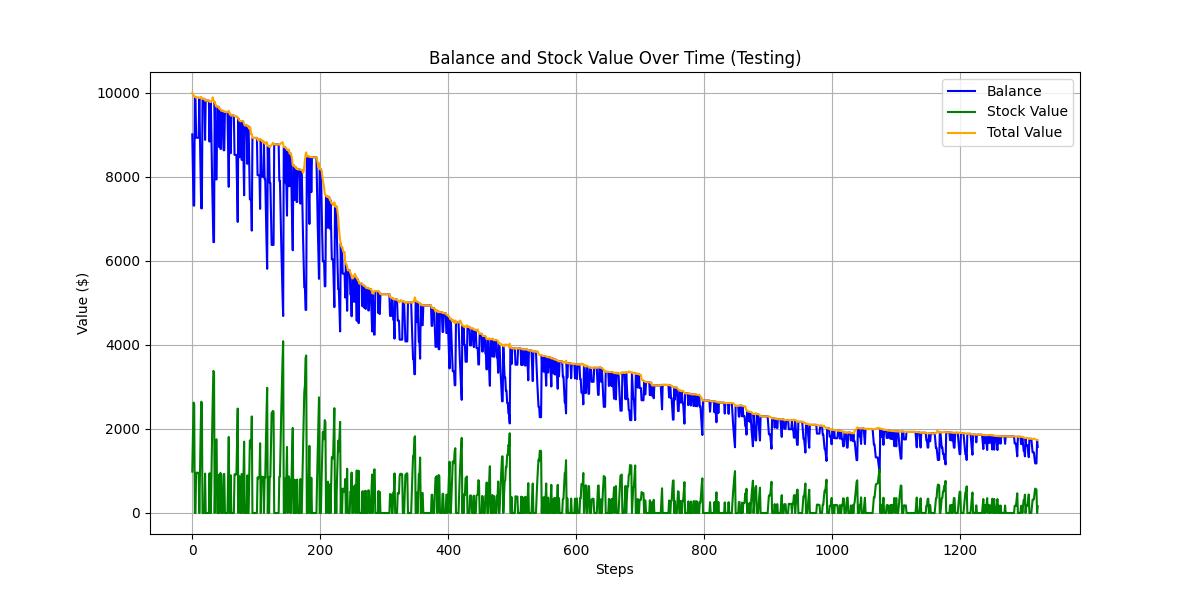 Balance and Stock Value Over Time (Testing)
Balance
Stock Value
Total Value
Value ($)
10000
8000
6000
4000
2000
0
0 200 400 600 800 1000 1200
Steps